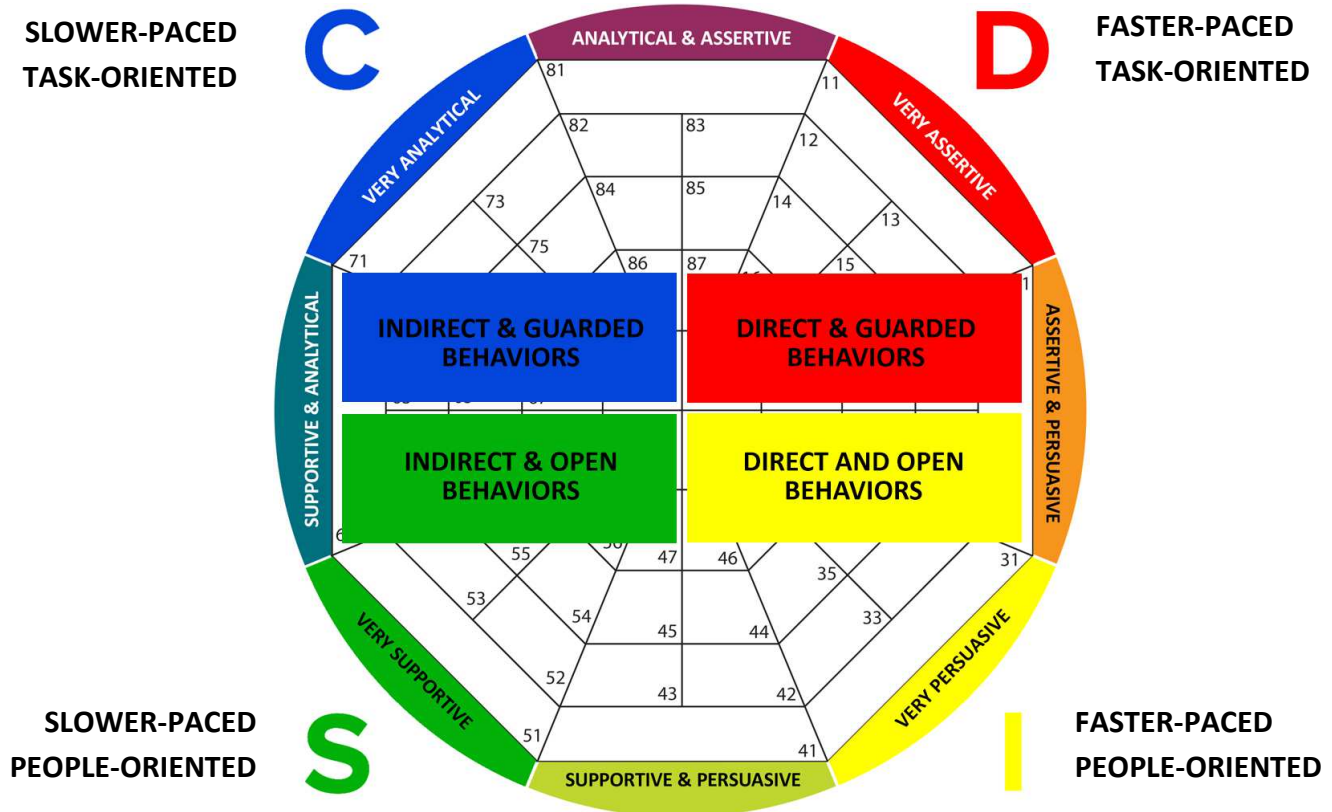 SLOWER-PACED
TASK-ORIENTED
C
ANALYTICAL & ASSERTIVE
D
FASTER-PACED
TASK-ORIENTED
VERY ANALYTICAL
VERY ASSERTIVE
81
11
82
83
12
84
85
14
73
13
75
15
71
86
87
SUPPORTIVE & ANALYTICAL
ASSERTIVE & PERSUASIVE
INDIRECT & GUARDED
BEHAVIORS
DIRECT & GUARDED
BEHAVIORS
INDIRECT & OPEN
BEHAVIORS
DIRECT AND OPEN
BEHAVIORS
55
47
46
35
31
53
54
45
44
33
52
43
42
51
41
VERY SUPPORTIVE
VERY PERSUASIVE
SLOWER-PACED
PEOPLE-ORIENTED
S
SUPPORTIVE & PERSUASIVE
I
FASTER-PACED
PEOPLE-ORIENTED